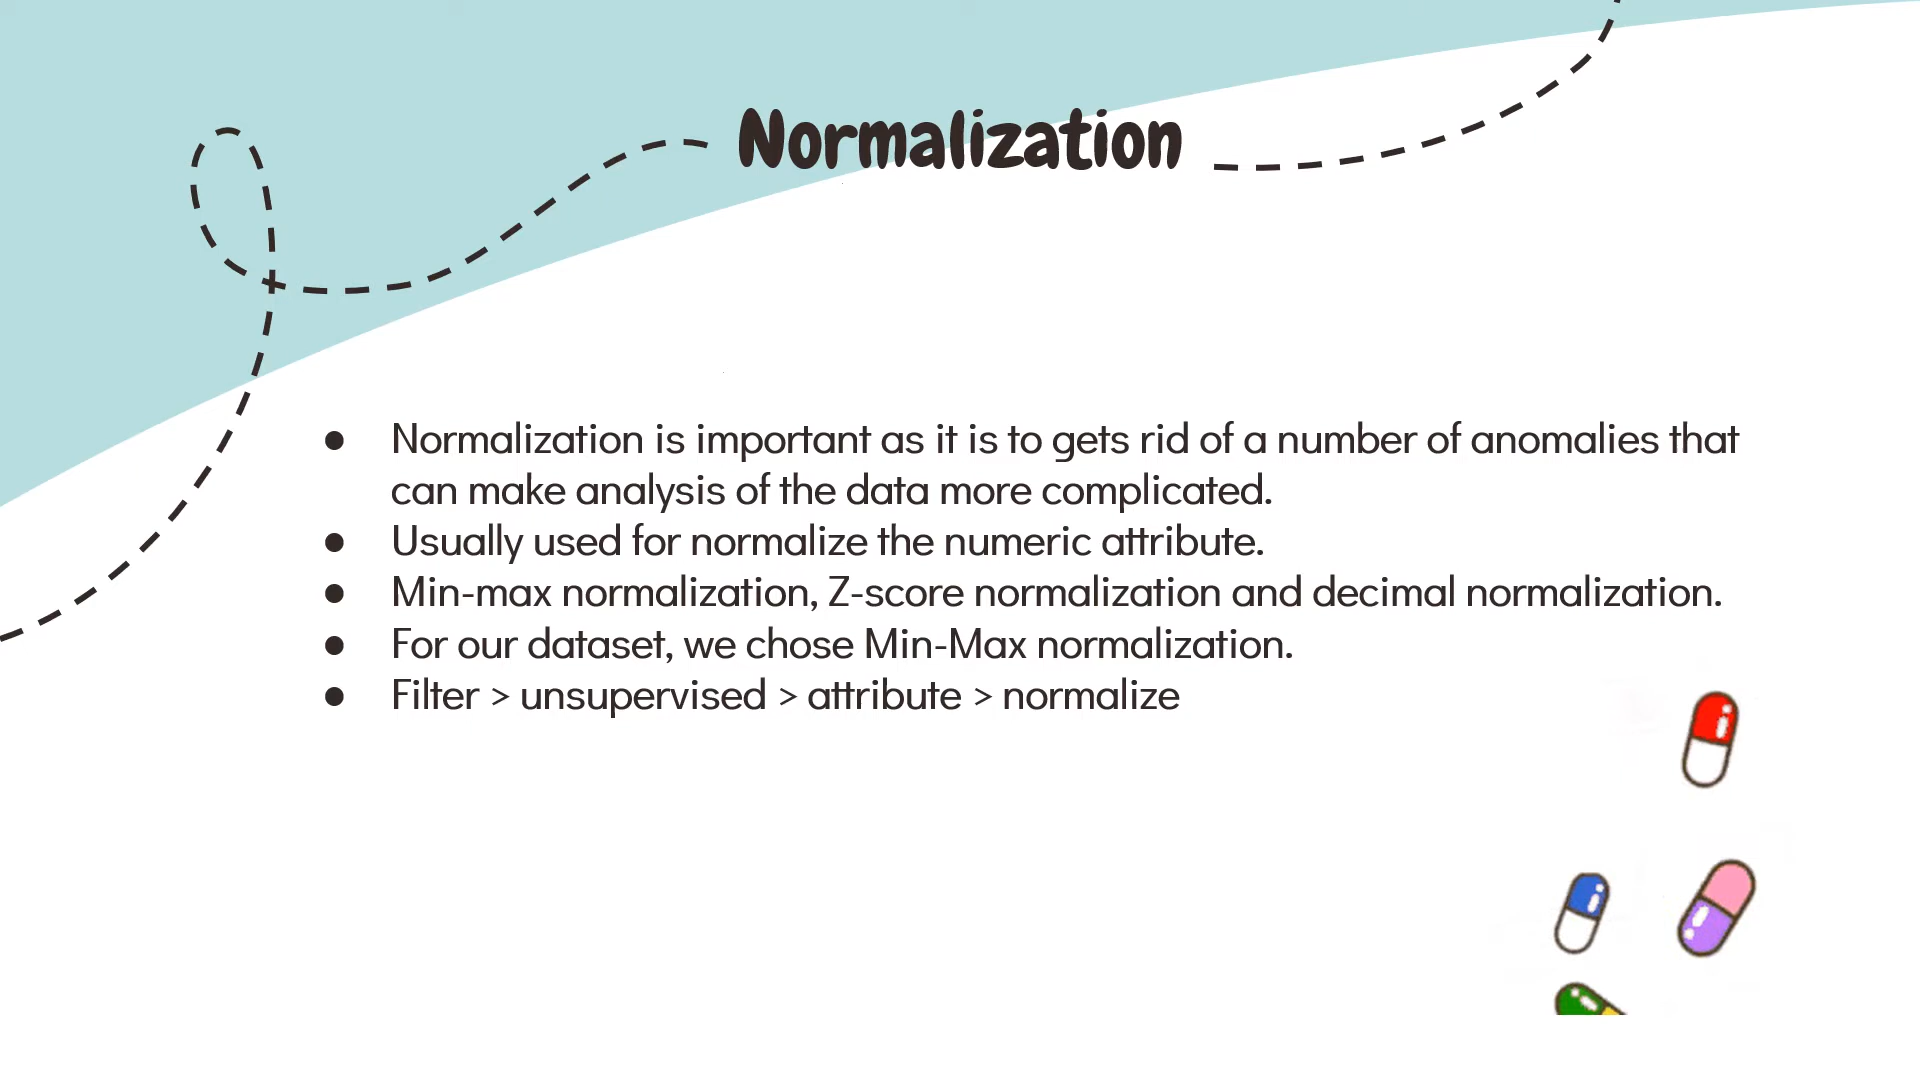 Normalization
● Normalization is important as it is to gets rid of a number of anomalies that
can make analysis of the data more complicated.
● Usually used for normalize the numeric attribute.
● Min-max normalization, Z-score normalization and decimal normalization.
● For our dataset, we chose Min-Max normalization.
● Filter > unsupervised > attribute > normalize